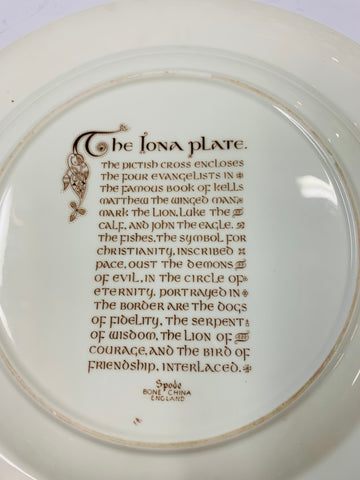 The Iona Plate.
The Pictish cross encloses
the four evangelists in
the famous Book of Kells
Matthew the winged man
Mark the Lion, Luke the
calf, and John the eagle.
The fishes, the symbol for
Christianity, inscribed
pace, oust the demons
of evil, in the circle of
eternity, portrayed in
the border are the dogs
of fidelity, the serpent
of wisdom, the lion of
courage, and the bird of
friendship, interlaced.
Spode
BONE CHINA
ENGLAND